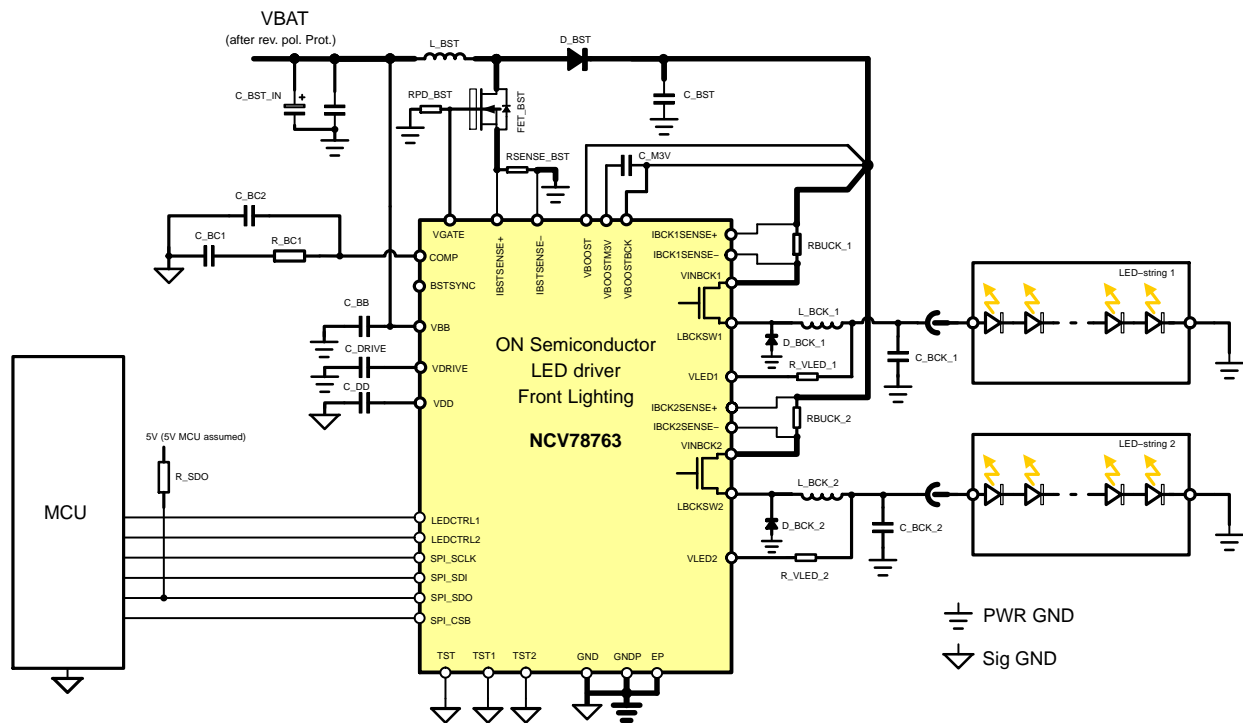 VBAT
(after rev. pol. Prot.)
L_BST
D_BST
C_BST_IN
+
RPD_BST
FET_BST
C_BST
RSENSE_BST
C_M3V
C_BC2
C_BC1
R_BC1
VGATE
IBSTSENSE+
IBSTSENSE–
VBOOST
VBOOSTM3V
VBOOSTBCK
IBCK1SENSE+
RBUCK_1
COMP
IBCK1SENSE–
BSTSYNC
VINBCK1
LED–string 1
C_BB
L_BCK_1
VBB
LBCKSW1
D_BCK_1
C_BCK_1
ON Semiconductor
LED driver
Front Lighting
NCV78763
C_DRIVE
VDRIVE
R_VLED_1
VLED1
C_DD
VDD
IBCK2SENSE+
RBUCK_2
IBCK2SENSE–
5V (5V MCU assumed)
VINBCK2
LED–string 2
R_SDO
L_BCK_2
MCU
LBCKSW2
LEDCTRL1
D_BCK_2
C_BCK_2
LEDCTRL2
SPI_SCLK
VLED2
R_VLED_2
SPI_SDI
SPI_SDO
SPI_CSB
PWR GND
TST
TST1
TST2
GND
GNDP
EP
Sig GND